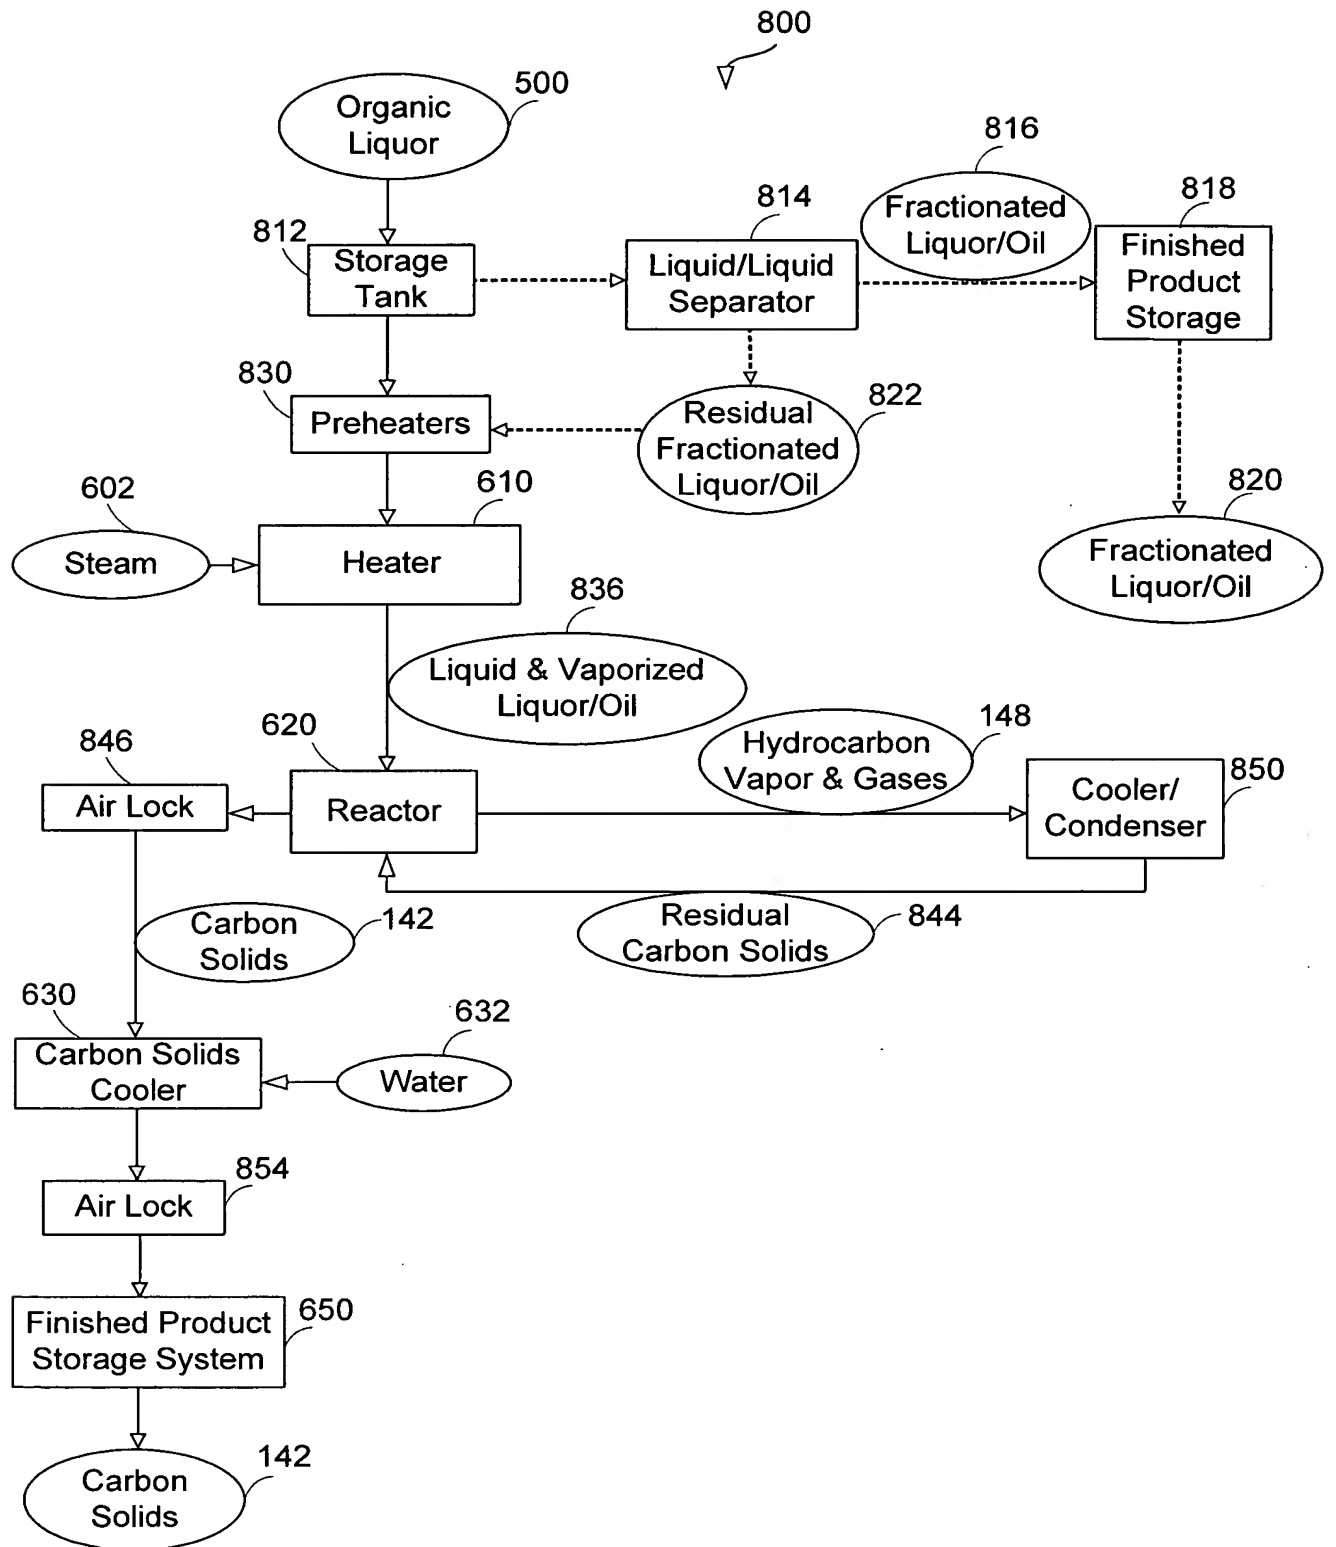 800
500
Organic
Liquor
816
814
818
812
Fractionated
Liquor/Oil
Storage
Tank
Liquid/Liquid
Separator
Finished
Product
Storage
830
822
Preheaters
Residual
Fractionated
Liquor/Oil
602
610
820
Steam
Heater
Fractionated
Liquor/Oil
836
Liquid & Vaporized
Liquor/Oil
620
148
846
Hydrocarbon
Vapor & Gases
850
Air Lock
Reactor
Cooler/
Condenser
Carbon
Solids
142
Residual
Carbon Solids
844
630
632
Carbon Solids
Cooler
Water
854
Air Lock
650
Finished Product
Storage System
142
Carbon
Solids